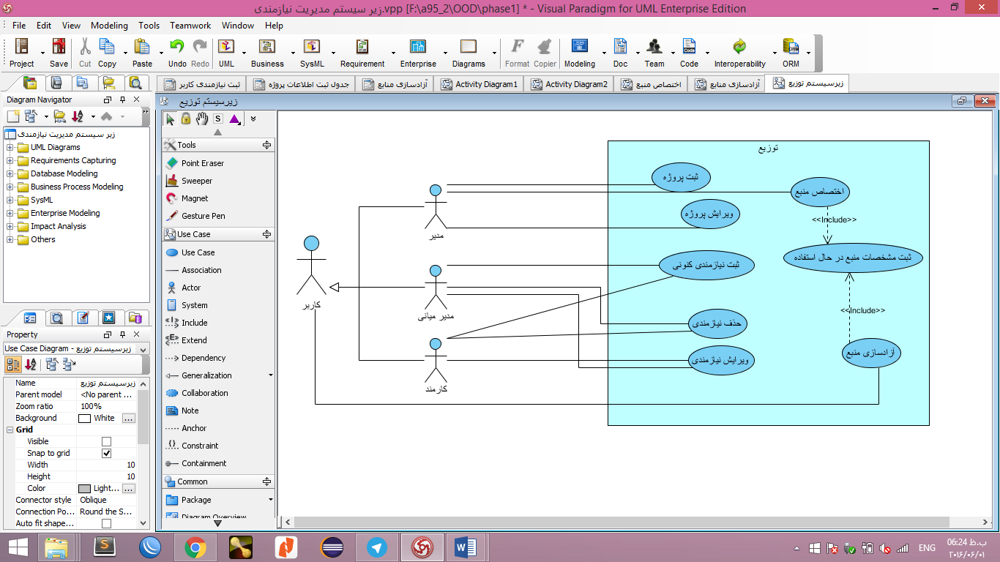 زیر سیستم مدیریت نیازمندی.vpp [F:\a95_2\OOD\phase1] * - Visual Paradigm for UML Enterprise Edition
File Edit View Modeling Tools Teamwork Window Help
Project Save Cut Copy Paste Undo Redo UML Business SysML Requirement Enterprise Diagrams Format Copier Modeling Doc Team Code Interoperability ORM
ثبت نیازمندی کاربر
جدول ثبت اطلاعات پروژه
آزادسازی منابع
Activity Diagram1
Activity Diagram2
اختصاص منبع
آزادسازی منابع
زیرسیستم توزیع
Diagram Navigator
زیر سیستم مدیریت نیازمندی
UML Diagrams
Requirements Capturing
Database Modeling
Business Process Modeling
SysML
Enterprise Modeling
Impact Analysis
Others
Property
Use Case Diagram - زیرسیستم توزیع
Name زیرسیستم توزیع
Parent model <No parent ...
Zoom ratio 100%
Background White ...
Grid
Visible
Snap to grid
Width 10
Height 10
Color Light... ...
Connector style Oblique
Connection Po... Round the S...
Auto fit shape...
زیرسیستم توزیع
S
Tools
Point Eraser
Sweeper
Magnet
Gesture Pen
Use Case
Use Case
Association
Actor
System
Include
Extend
Dependency
Generalization
Collaboration
Note
Anchor
Constraint
Containment
Common
Package
Diagram Overview
توزیع
ثبت پروژه
اختصاص منبع
ویرایش پروژه
<<Include>>
مدیر
ثبت مشخصات منبع در حال استفاده
ثبت نیازمندی کنونی
کاربر
مدیر میانی
<<Include>>
حذف نیازمندی
آزادسازی منبع
ویرایش نیازمندی
کارمند
ENG
06:24 ب.ظ
۲۰۱۶/۰۶/۰۱